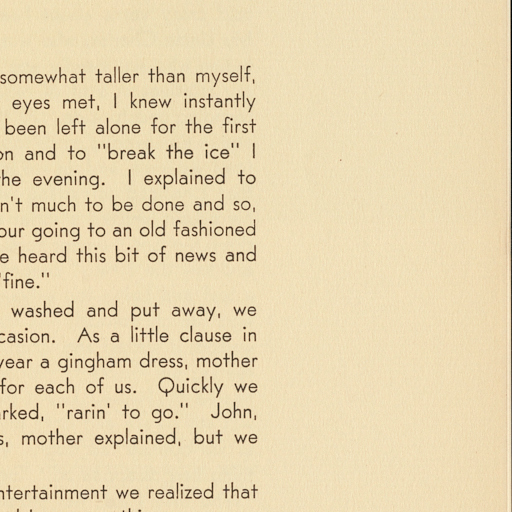 somewhat taller than myself,
eyes met, I knew instantly
been left alone for the first
and to "break the ice" I
the evening. I explained to
n't much to be done and so,
our going to an old fashioned
heard this bit of news and
"fine."
washed and put away, we
casion. As a little clause in
wear a gingham dress, mother
for each of us. Quickly we
arked, "rarin' to go." John,
mother explained, but we
ntertainment we realized that